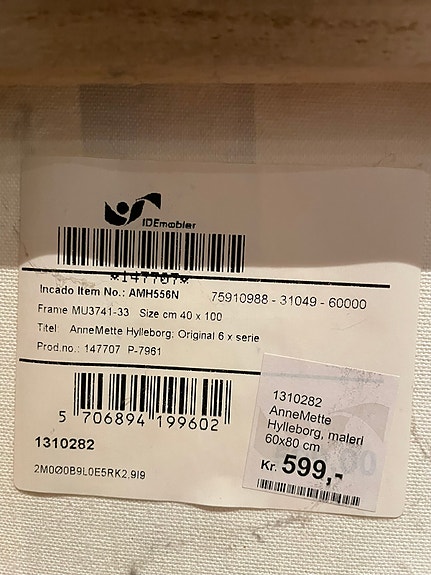 IDEmøbler
*147707*
Incado Item No.: AMH556N 75910988 - 31049 - 60000
Frame MU3741-33 Size cm 40 x 100
Titel AnneMette Hylleborg: Original 6 x serie
Prod.no.: 147707 P-7961
5 706894 199602
1310282
2M0Ø0B9L0E5RK2,9I9
1310282
AnneMette
Hylleborg, maleri
60x80 cm
Kr. 599,-